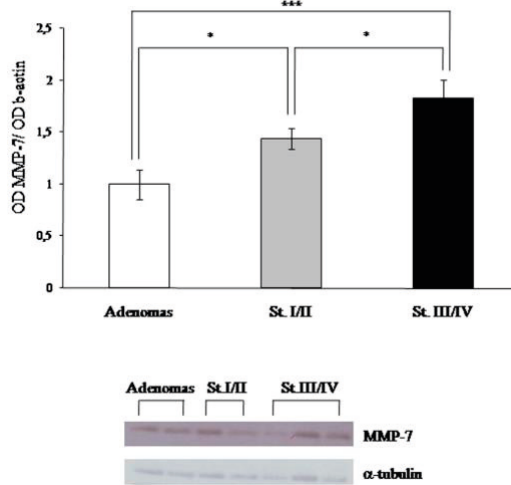 ***
2,5
*
*
2
1,5
1
0,5
0
OD MMP-7/ OD b-actin
Adenomas St. I/II St. III/IV
Adenomas St.I/II St.III/IV
MMP-7
α-tubulin